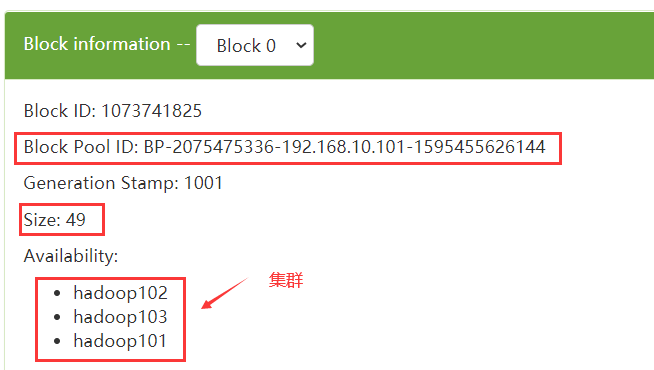 Block information -- Block 0
Block ID: 1073741825
Block Pool ID: BP-2075475336-192.168.10.101-1595455626144
Generation Stamp: 1001
Size: 49
Availability:
hadoop102
集群
hadoop103
hadoop101